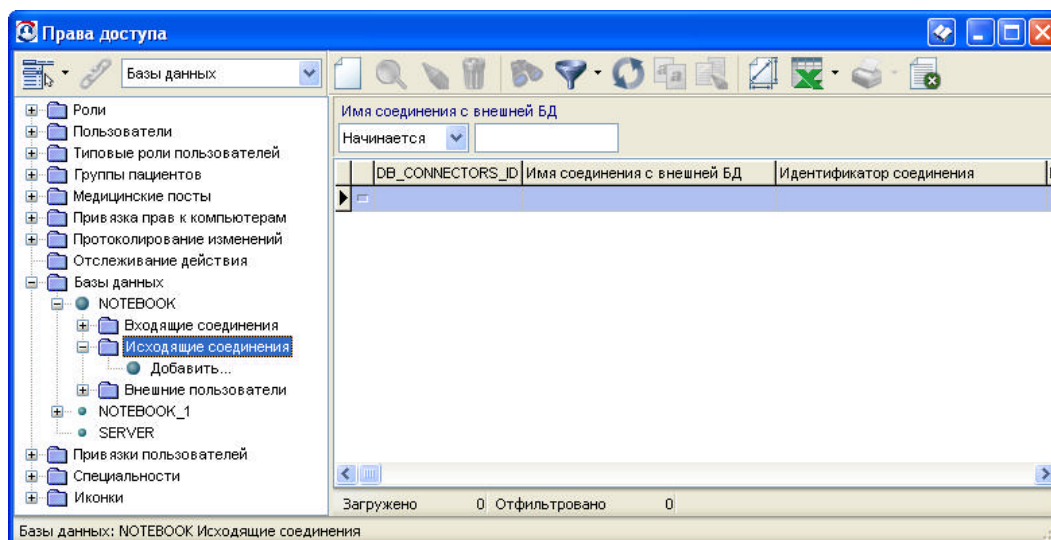 Права доступа
Базы данных
Роли
Пользователи
Типовые роли пользователей
Группы пациентов
Медицинские посты
Привязка прав к компьютерам
Протоколирование изменений
Отслеживание действия
Базы данных
NOTEBOOK
Входящие соединения
Исходящие соединения
Добавить...
Внешние пользователи
NOTEBOOK_1
SERVER
Привязки пользователей
Специальности
Иконки
Имя соединения с внешней БД
Начинается
DB_CONNECTORS_ID Имя соединения с внешней БД Идентификатор соединения
Загружено 0 Отфильтровано 0
Базы данных: NOTEBOOK Исходящие соединения